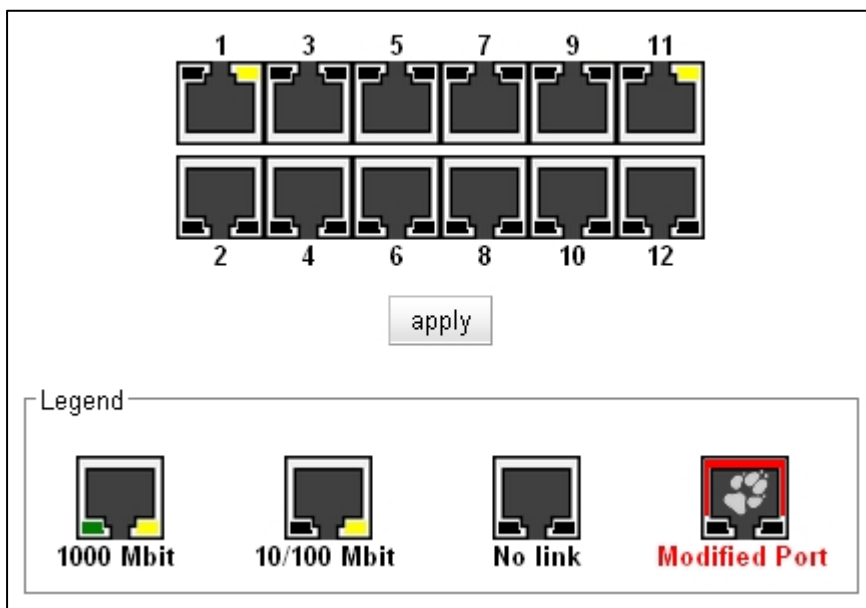 1 3 5 7 9 11
2 4 6 8 10 12
apply
Legend
1000 Mbit 10/100 Mbit No link Modified Port